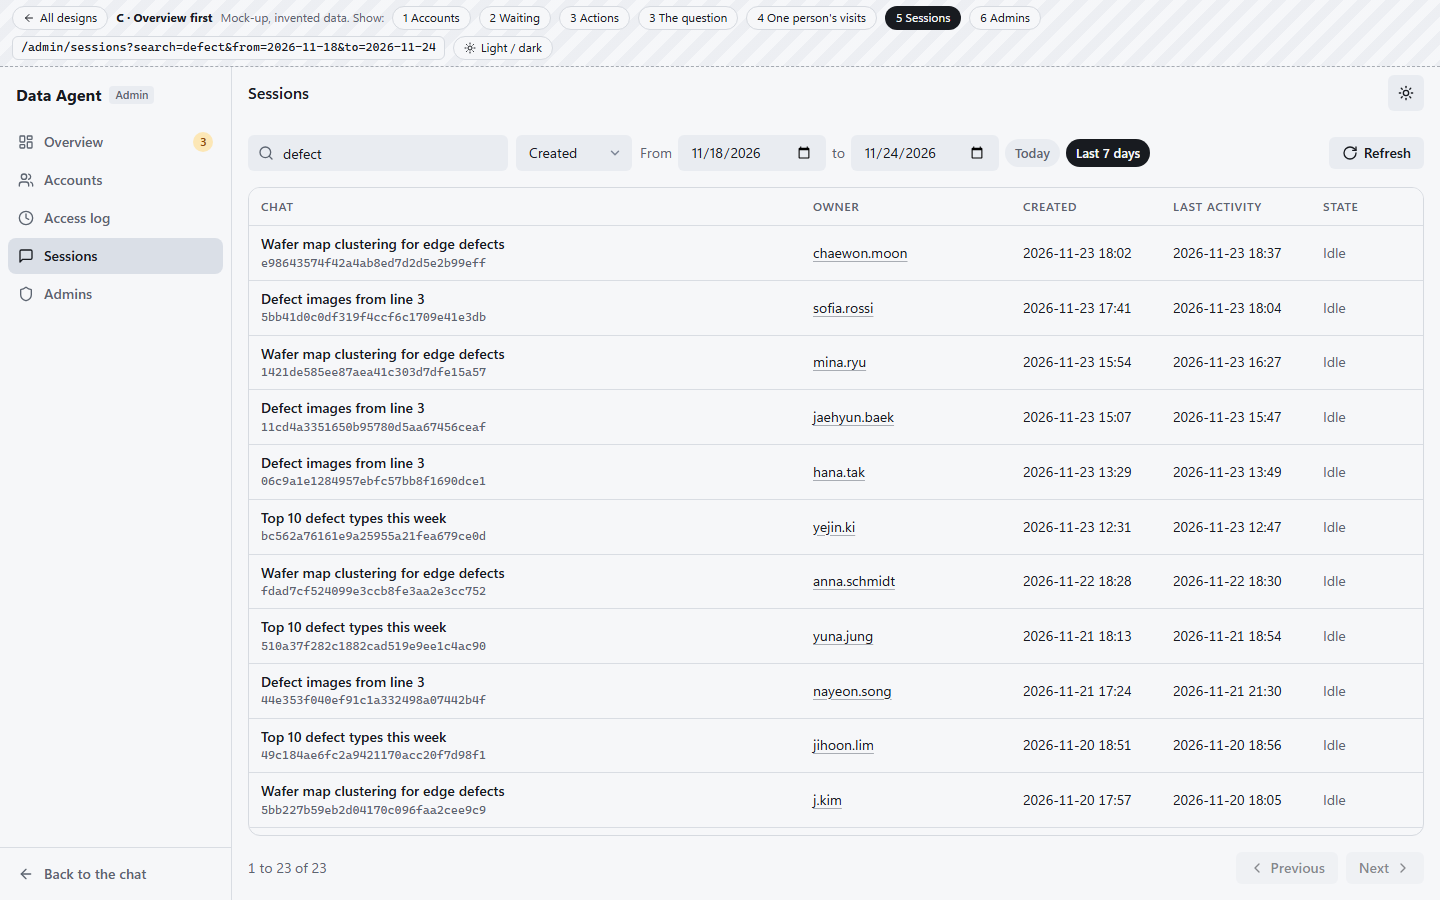 All designs C · Overview first Mock-up, invented data. Show: 1 Accounts 2 Waiting 3 Actions 3 The question 4 One person's visits 5 Sessions 6 Admins
/admin/sessions?search=defect&from=2026-11-18&to=2026-11-24 Light / dark
Data Agent Admin
Overview 3
Accounts
Access log
Sessions
Admins
Back to the chat
Sessions
defect Created From 11/18/2026 to 11/24/2026 Today Last 7 days Refresh
CHAT OWNER CREATED LAST ACTIVITY STATE
Wafer map clustering for edge defects
e98643574f42a4ab8ed7d2d5e2b99eff
chaewon.moon 2026-11-23 18:02 2026-11-23 18:37 Idle
Defect images from line 3
5bb41d0c0df319f4ccf6c1709e41e3db
sofia.rossi 2026-11-23 17:41 2026-11-23 18:04 Idle
Wafer map clustering for edge defects
1421de585ee87aea41c303d7dfe15a57
mina.ryu 2026-11-23 15:54 2026-11-23 16:27 Idle
Defect images from line 3
11cd4a3351650b95780d5aa67456ceaf
jaehyun.baek 2026-11-23 15:07 2026-11-23 15:47 Idle
Defect images from line 3
06c9a1e1284957ebfc57bb8f1690dce1
hana.tak 2026-11-23 13:29 2026-11-23 13:49 Idle
Top 10 defect types this week
bc562a76161e9a25955a21fea679ce0d
yejin.ki 2026-11-23 12:31 2026-11-23 12:47 Idle
Wafer map clustering for edge defects
fdad7cf524099e3ccb8fe3aa2e3cc752
anna.schmidt 2026-11-22 18:28 2026-11-22 18:30 Idle
Top 10 defect types this week
510a37f282c1882cad519e9ee1c4ac90
yuna.jung 2026-11-21 18:13 2026-11-21 18:54 Idle
Defect images from line 3
44e353f040ef91c1a332498a07442b4f
nayeon.song 2026-11-21 17:24 2026-11-21 21:30 Idle
Top 10 defect types this week
49c184ae6fc2a9421170acc20f7d98f1
jihoon.lim 2026-11-20 18:51 2026-11-20 18:56 Idle
Wafer map clustering for edge defects
5bb227b59eb2d04170c096faa2cee9c9
j.kim 2026-11-20 17:57 2026-11-20 18:05 Idle
1 to 23 of 23 Previous Next